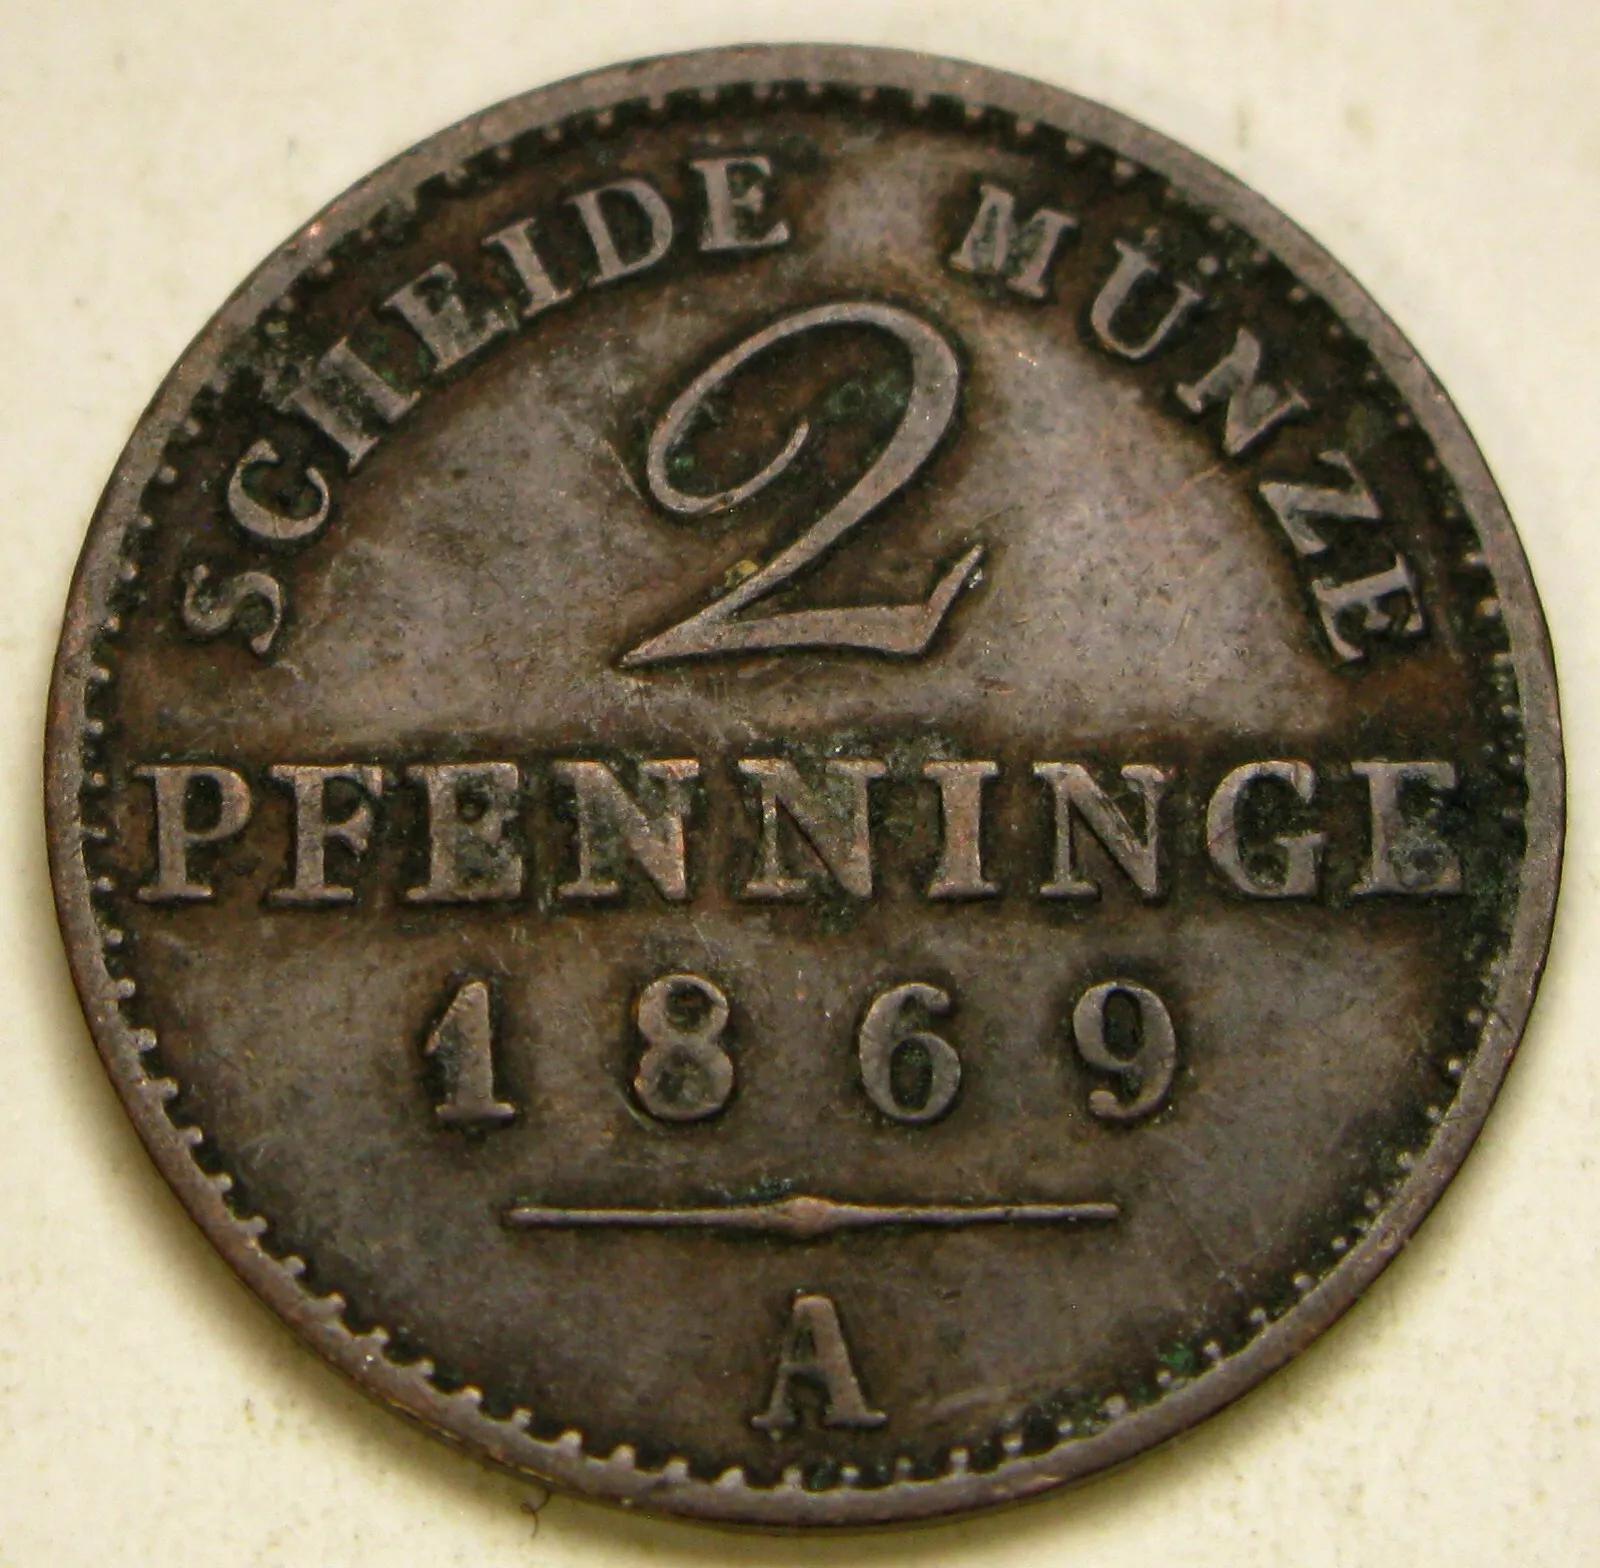 SCHEIDE MÜNZE
2
PFENNINGE
1869
A